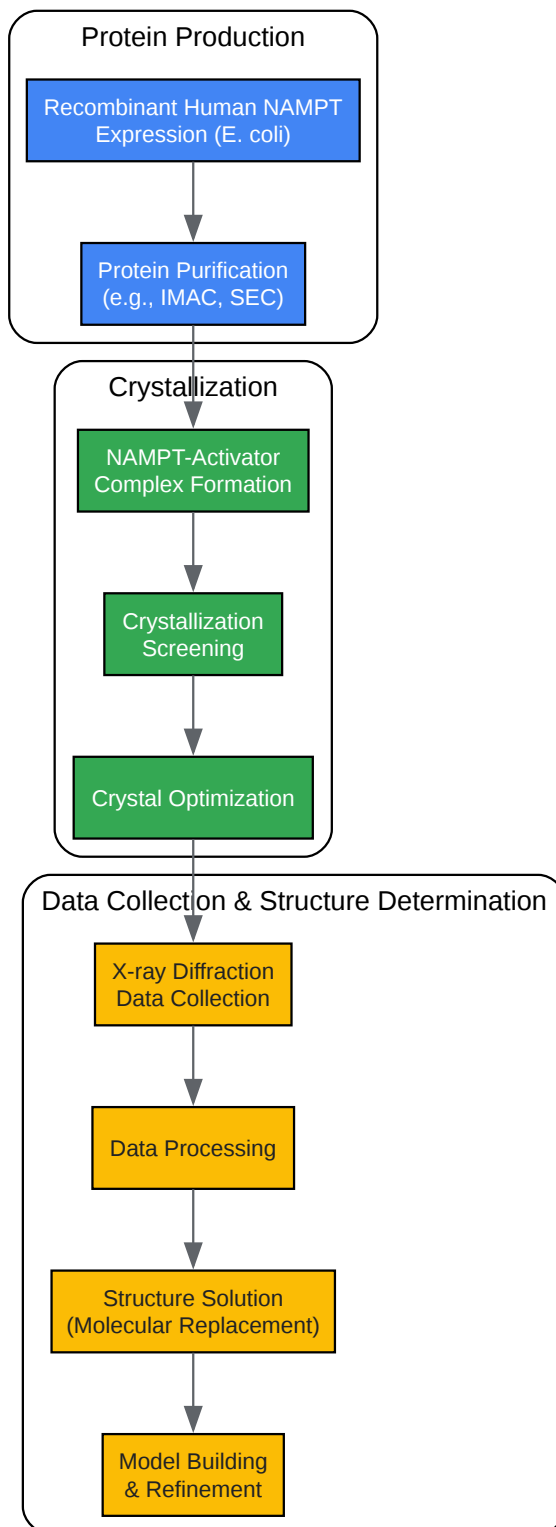 Protein Production
Recombinant Human NAMPT
Expression (E. coli)
Protein Purification
(e.g., IMAC, SEC)
Crystallization
NAMPT-Activator
Complex Formation
Crystallization
Screening
Crystal Optimization
Data Collection & Structure Determination
X-ray Diffraction
Data Collection
Data Processing
Structure Solution
(Molecular Replacement)
Model Building
& Refinement